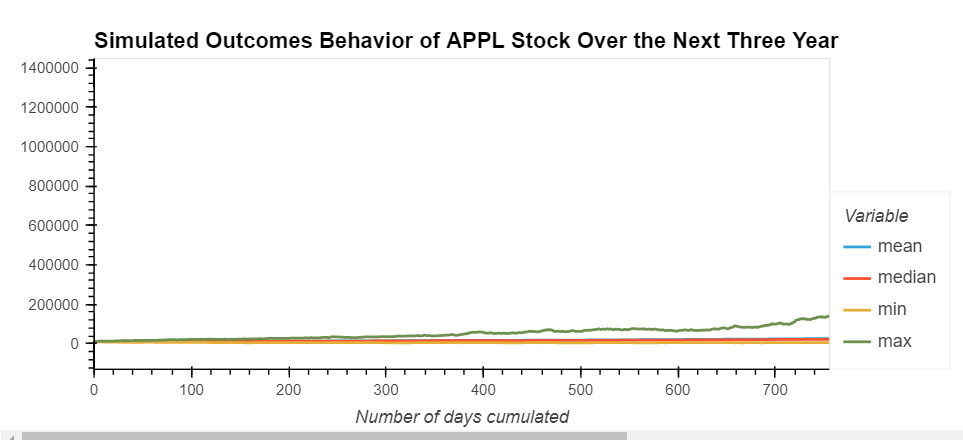 Simulated Outcomes Behavior of APPL Stock Over the Next Three Year
1400000
1200000
1000000
800000
600000
400000
200000
0
0 100 200 300 400 500 600 700
Number of days cumulated
Variable
mean
median
min
max